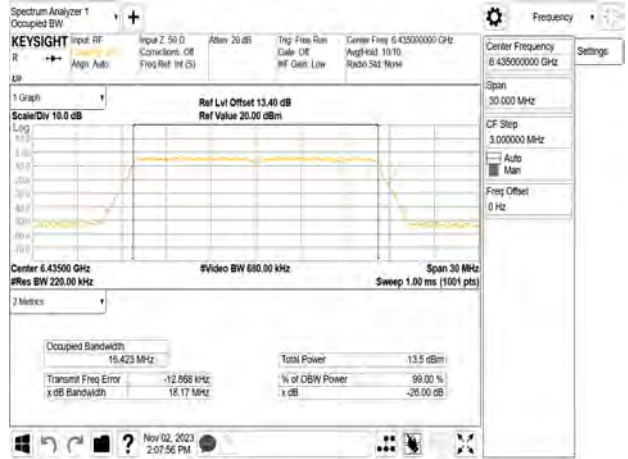 Spectrum Analyzer 1
Occupied BW
Frequency
KEYSIGHT
R
Input: RF
Align: Auto
Input Z: 50 Ω
Corrections: Off
Freq Ref: Int (S)
Atten: 20 dB
Trig: Free Run
Gate: Off
#IF Gain: Low
Center Freq: 6.435000000 GHz
Avg|Hold: 10/10
Radio Std: None
Center Frequency
6.435000000 GHz
Settings
Span
30.000 MHz
CF Step
3.000000 MHz
Auto
Man
Freq Offset
0 Hz
1 Graph
Scale/Div 10.0 dB
Log
Ref Lvl Offset 13.40 dB
Ref Value 20.00 dBm
Center 6.43500 GHz
#Res BW 220.00 kHz
#Video BW 680.00 kHz
Span 30 MHz
Sweep 1.00 ms (1001 pts)
2 Metrics
Occupied Bandwidth
16.423 MHz
Total Power 13.5 dBm
Transmit Freq Error -12.868 kHz
% of OBW Power 99.00 %
x dB Bandwidth 18.17 MHz
x dB -26.00 dB
?
Nov 02, 2023
2:07:56 PM